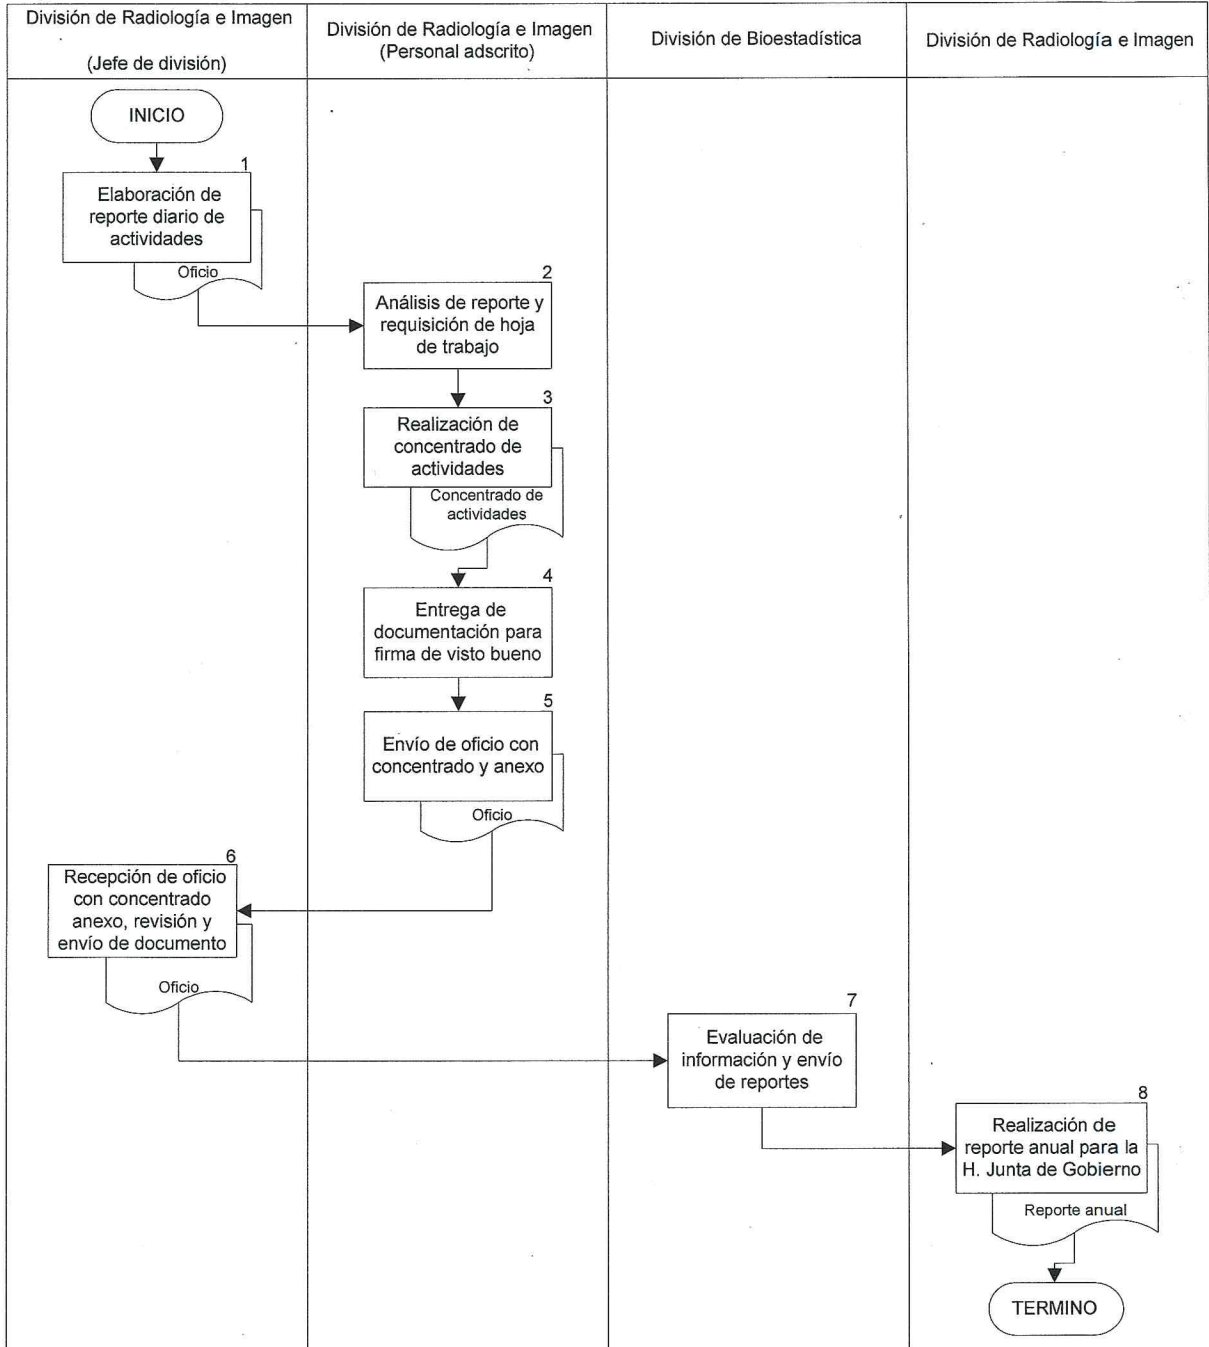 División de Radiología e Imagen
(Jefe de división)
División de Radiología e Imagen
(Personal adscrito)
División de Bioestadística
División de Radiología e Imagen
INICIO
1
Elaboración de
reporte diario de
actividades
Oficio
2
Análisis de reporte y
requisición de hoja
de trabajo
3
Realización de
concentrado de
actividades
Concentrado de
actividades
4
Entrega de
documentación para
firma de visto bueno
5
Envío de oficio con
concentrado y anexo
Oficio
6
Recepción de oficio
con concentrado
anexo, revisión y
envío de documento
Oficio
7
Evaluación de
información y envío
de reportes
8
Realización de
reporte anual para la
H. Junta de Gobierno
Reporte anual
TERMINO